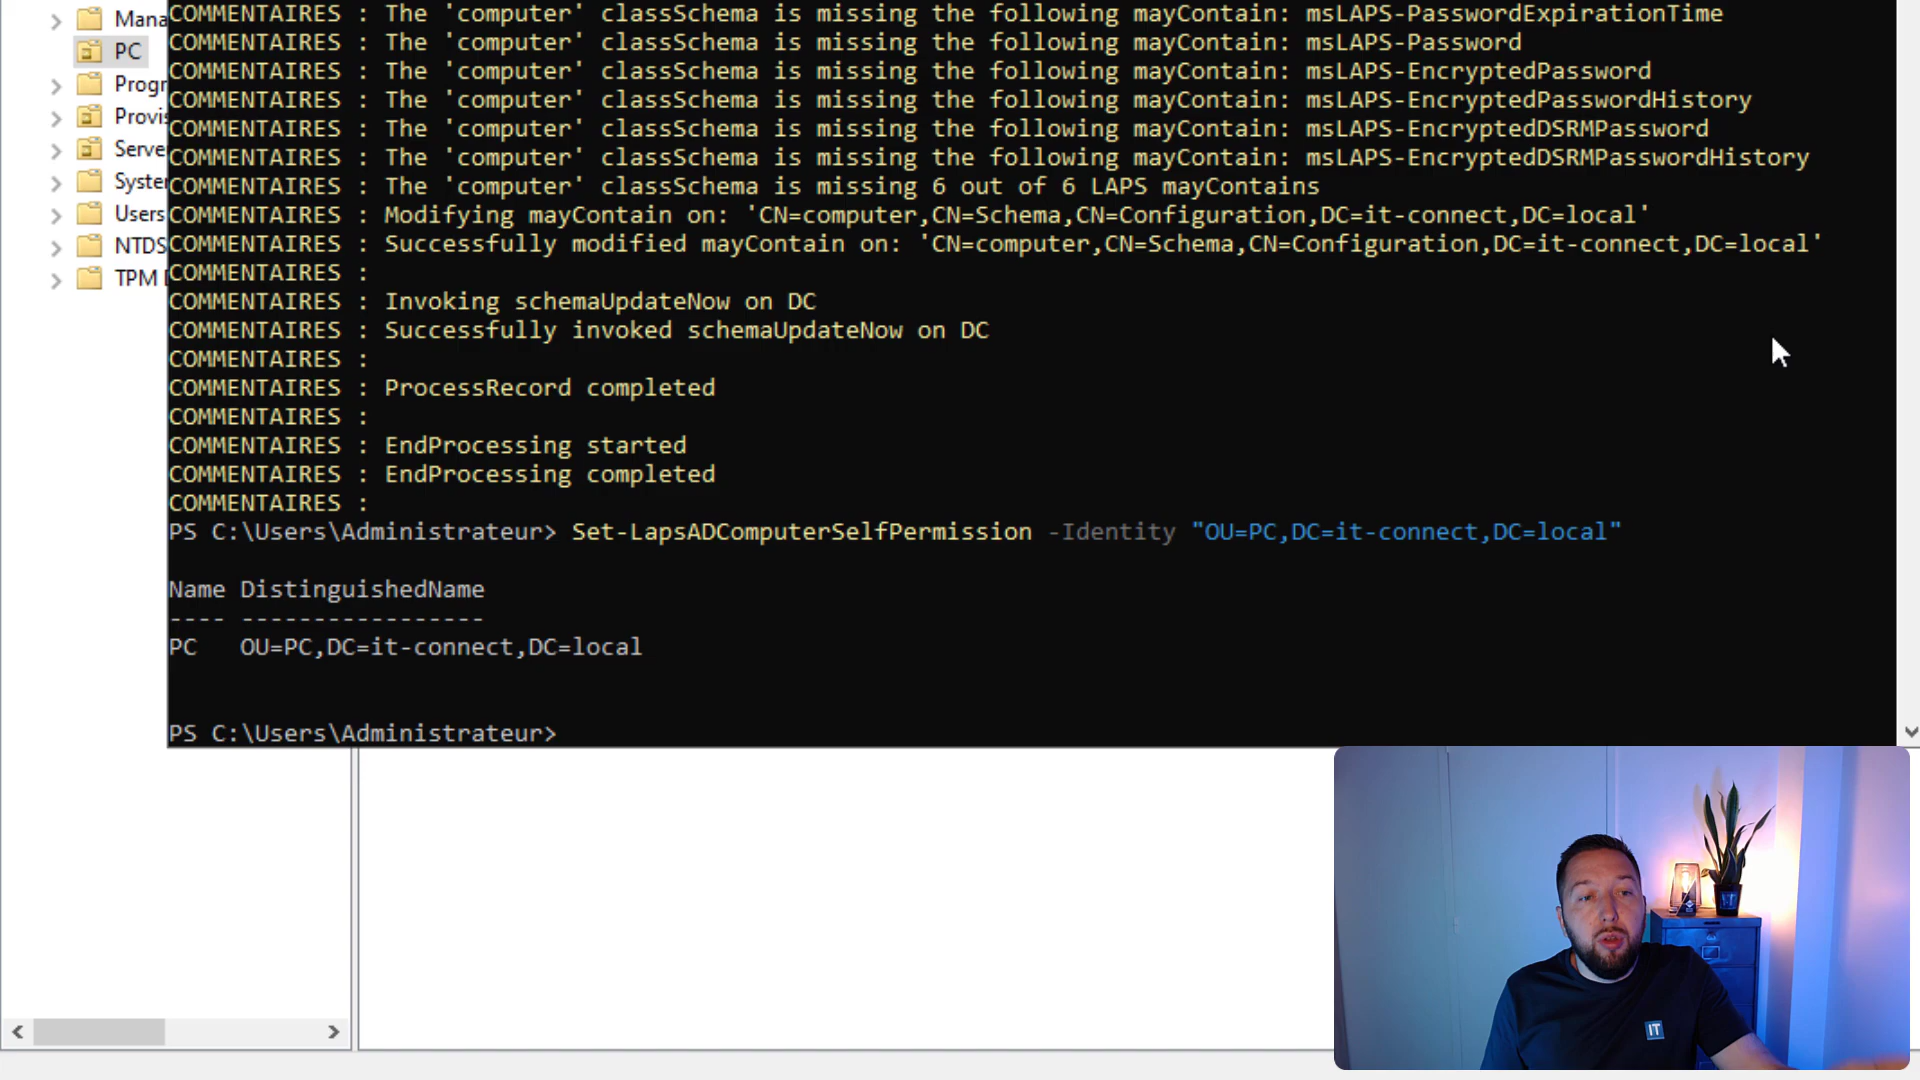 Mana
PC
Progr
Provis
Server
System
Users
NTDS
TPM D
COMMENTAIRES : The 'computer' classSchema is missing the following mayContain: msLAPS-PasswordExpirationTime
COMMENTAIRES : The 'computer' classSchema is missing the following mayContain: msLAPS-Password
COMMENTAIRES : The 'computer' classSchema is missing the following mayContain: msLAPS-EncryptedPassword
COMMENTAIRES : The 'computer' classSchema is missing the following mayContain: msLAPS-EncryptedPasswordHistory
COMMENTAIRES : The 'computer' classSchema is missing the following mayContain: msLAPS-EncryptedDSRMPassword
COMMENTAIRES : The 'computer' classSchema is missing the following mayContain: msLAPS-EncryptedDSRMPasswordHistory
COMMENTAIRES : The 'computer' classSchema is missing 6 out of 6 LAPS mayContains
COMMENTAIRES : Modifying mayContain on: 'CN=computer,CN=Schema,CN=Configuration,DC=it-connect,DC=local'
COMMENTAIRES : Successfully modified mayContain on: 'CN=computer,CN=Schema,CN=Configuration,DC=it-connect,DC=local'
COMMENTAIRES :
COMMENTAIRES : Invoking schemaUpdateNow on DC
COMMENTAIRES : Successfully invoked schemaUpdateNow on DC
COMMENTAIRES :
COMMENTAIRES : ProcessRecord completed
COMMENTAIRES :
COMMENTAIRES : EndProcessing started
COMMENTAIRES : EndProcessing completed
COMMENTAIRES :
PS C:\Users\Administrateur> Set-LapsADComputerSelfPermission -Identity "OU=PC,DC=it-connect,DC=local"
Name DistinguishedName
---- -----------------
PC OU=PC,DC=it-connect,DC=local
PS C:\Users\Administrateur>
IT